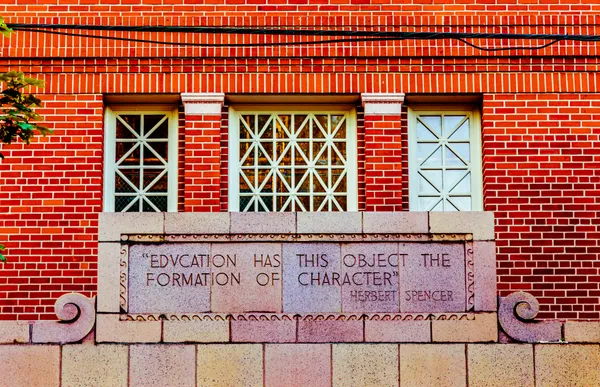 "EDVCATION HAS THIS OBJECT THE
FORMATION OF CHARACTER"
HERBERT SPENCER